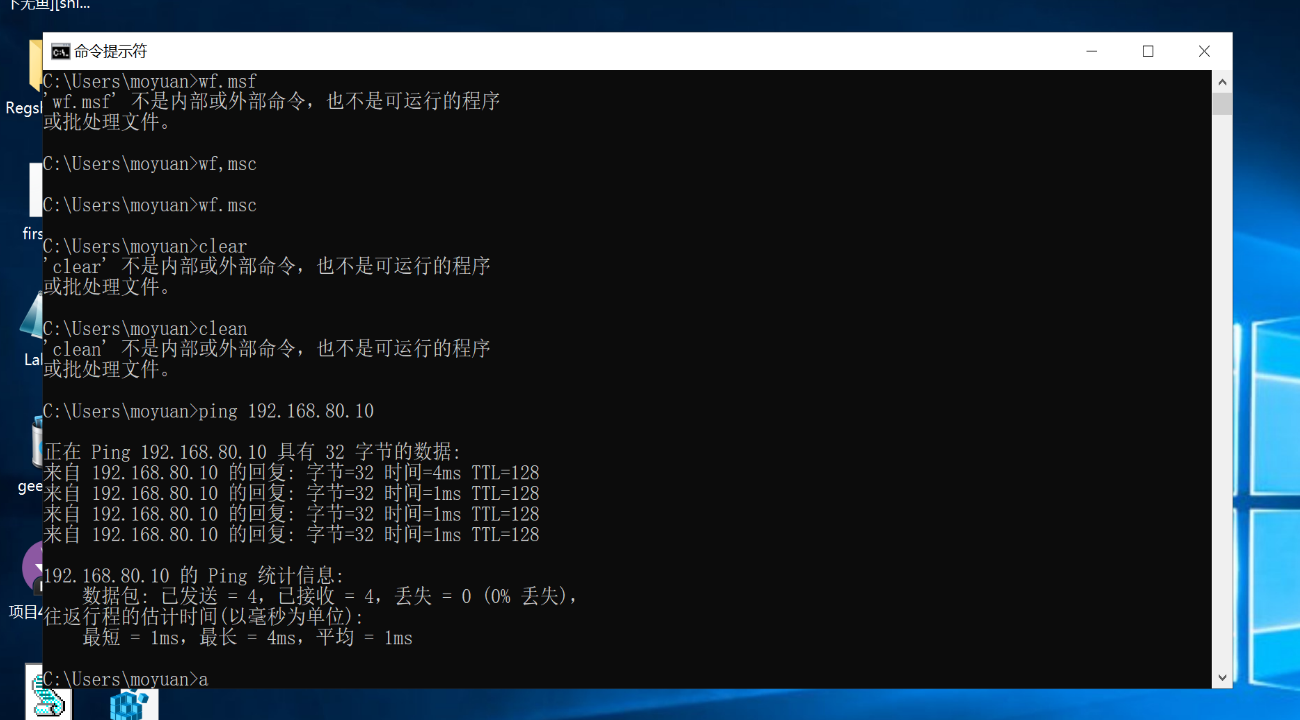 下无鱼][shi...
命令提示符
C:\Users\moyuan>wf.msf
'wf.msf' 不是内部或外部命令，也不是可运行的程序
或批处理文件。
C:\Users\moyuan>wf,msc
C:\Users\moyuan>wf.msc
C:\Users\moyuan>clear
'clear' 不是内部或外部命令，也不是可运行的程序
或批处理文件。
C:\Users\moyuan>clean
'clean' 不是内部或外部命令，也不是可运行的程序
或批处理文件。
C:\Users\moyuan>ping 192.168.80.10
正在 Ping 192.168.80.10 具有 32 字节的数据:
来自 192.168.80.10 的回复: 字节=32 时间=4ms TTL=128
来自 192.168.80.10 的回复: 字节=32 时间=1ms TTL=128
来自 192.168.80.10 的回复: 字节=32 时间=1ms TTL=128
来自 192.168.80.10 的回复: 字节=32 时间=1ms TTL=128
192.168.80.10 的 Ping 统计信息:
数据包: 已发送 = 4，已接收 = 4，丢失 = 0 (0% 丢失)，
往返行程的估计时间(以毫秒为单位):
最短 = 1ms，最长 = 4ms，平均 = 1ms
C:\Users\moyuan>a
Regsl
firs
Lal
gee
项目4